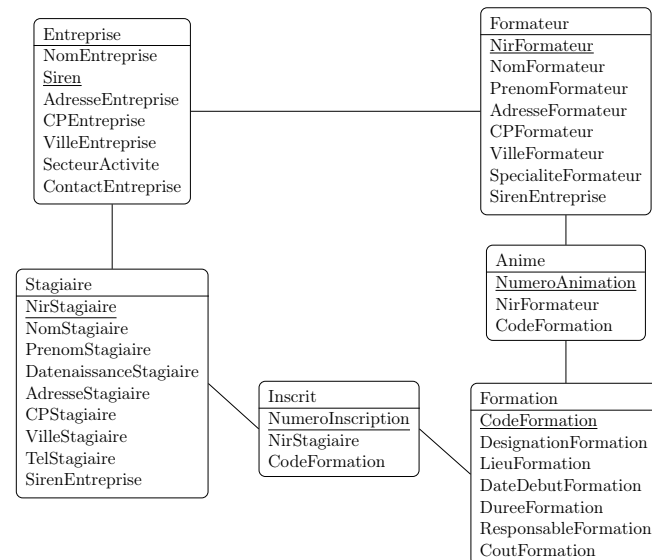 Entreprise
NomEntreprise
Siren
AdresseEntreprise
CPEntreprise
VilleEntreprise
SecteurActivite
ContactEntreprise
Formateur
NirFormateur
NomFormateur
PrenomFormateur
AdresseFormateur
CPFormateur
VilleFormateur
SpecialiteFormateur
SirenEntreprise
Anime
NumeroAnimation
NirFormateur
CodeFormation
Stagiaire
NirStagiaire
NomStagiaire
PrenomStagiaire
DatenaissanceStagiaire
AdresseStagiaire
CPStagiaire
VilleStagiaire
TelStagiaire
SirenEntreprise
Inscrit
NumeroInscription
NirStagiaire
CodeFormation
Formation
CodeFormation
DesignationFormation
LieuFormation
DateDebutFormation
DureeFormation
ResponsableFormation
CoutFormation